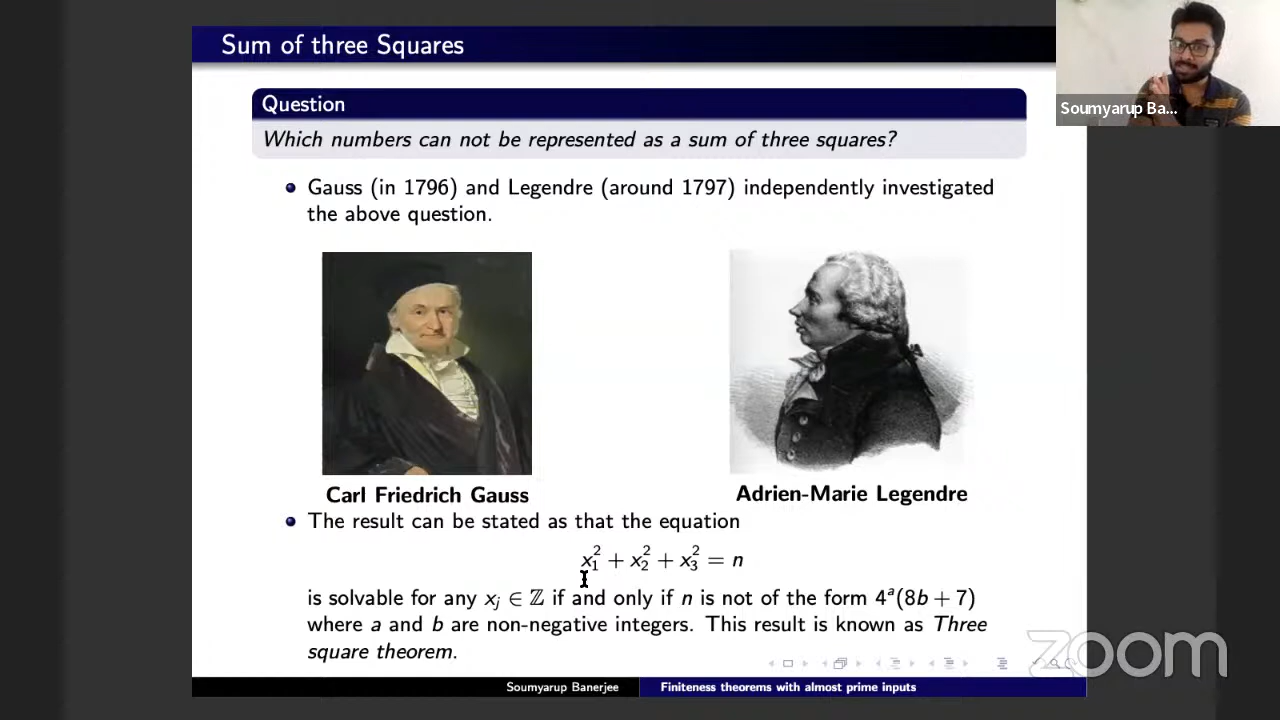 Sum of three Squares
Soumyarup Ba...
Question
Which numbers can not be represented as a sum of three squares?
Gauss (in 1796) and Legendre (around 1797) independently investigated
the above question.
Carl Friedrich Gauss
Adrien-Marie Legendre
The result can be stated as that the equation
x₁² + x₂² + x₃² = n
is solvable for any xⱼ ∈ ℤ if and only if n is not of the form 4ᵃ(8b + 7)
where a and b are non-negative integers. This result is known as Three
square theorem.
zoom
Soumyarup Banerjee
Finiteness theorems with almost prime inputs